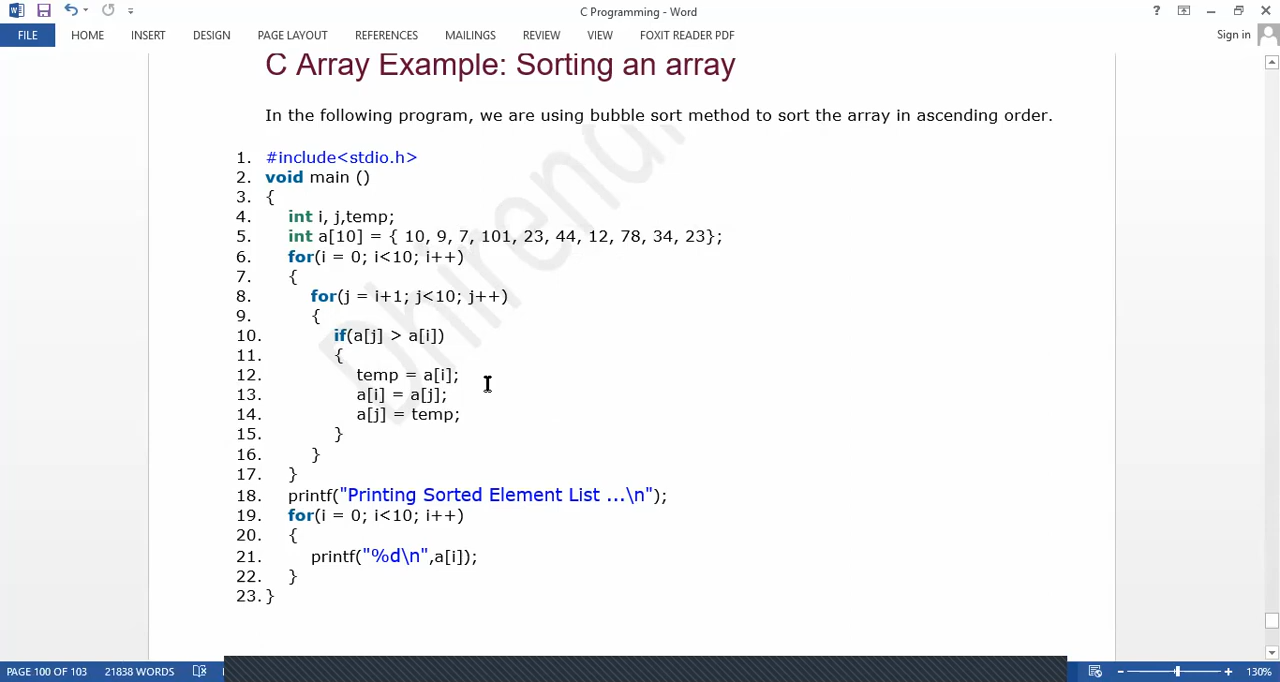 C Programming - Word
?
FILE HOME INSERT DESIGN PAGE LAYOUT REFERENCES MAILINGS REVIEW VIEW FOXIT READER PDF Sign in
C Array Example: Sorting an array
In the following program, we are using bubble sort method to sort the array in ascending order.
1. #include<stdio.h>
2. void main ()
3. {
4. int i, j,temp;
5. int a[10] = { 10, 9, 7, 101, 23, 44, 12, 78, 34, 23};
6. for(i = 0; i<10; i++)
7. {
8. for(j = i+1; j<10; j++)
9. {
10. if(a[j] > a[i])
11. {
12. temp = a[i];
13. a[i] = a[j];
14. a[j] = temp;
15. }
16. }
17. }
18. printf("Printing Sorted Element List ...\n");
19. for(i = 0; i<10; i++)
20. {
21. printf("%d\n",a[i]);
22. }
23. }
PAGE 100 OF 103 21838 WORDS 130%